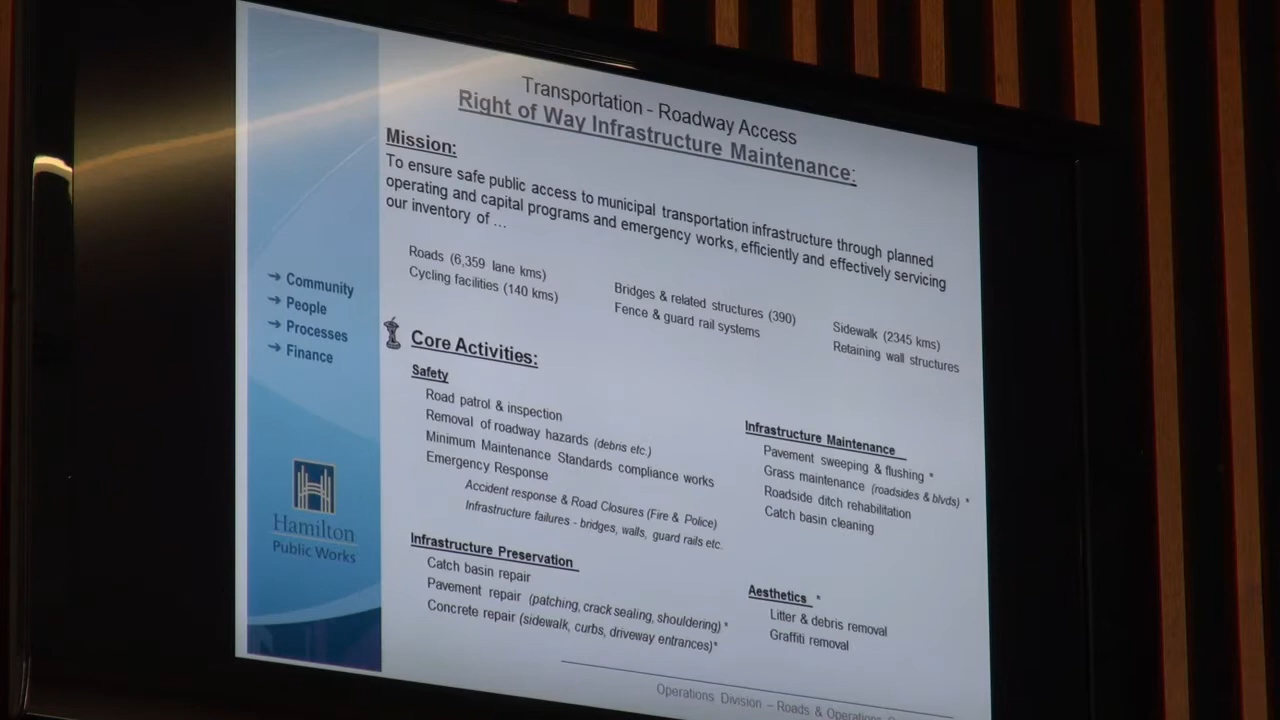 Transportation - Roadway Access
Right of Way Infrastructure Maintenance:
Mission:
To ensure safe public access to municipal transportation infrastructure through planned
operating and capital programs and emergency works, efficiently and effectively servicing
our inventory of ...
Roads (6,359 lane kms)
Cycling facilities (140 kms)
Bridges & related structures (390)
Fence & guard rail systems
Sidewalk (2345 kms)
Retaining wall structures
→ Community
→ People
→ Processes
→ Finance
Hamilton
Public Works
Core Activities:
Safety
Road patrol & inspection
Removal of roadway hazards (debris etc.)
Minimum Maintenance Standards compliance works
Emergency Response
Accident response & Road Closures (Fire & Police)
Infrastructure failures - bridges, walls, guard rails etc.
Infrastructure Preservation
Catch basin repair
Pavement repair (patching, crack sealing, shouldering) *
Concrete repair (sidewalk, curbs, driveway entrances)*
Infrastructure Maintenance
Pavement sweeping & flushing *
Grass maintenance (roadsides & blvds) *
Roadside ditch rehabilitation
Catch basin cleaning
Aesthetics *
Litter & debris removal
Graffiti removal
Operations Division – Roads & Operations